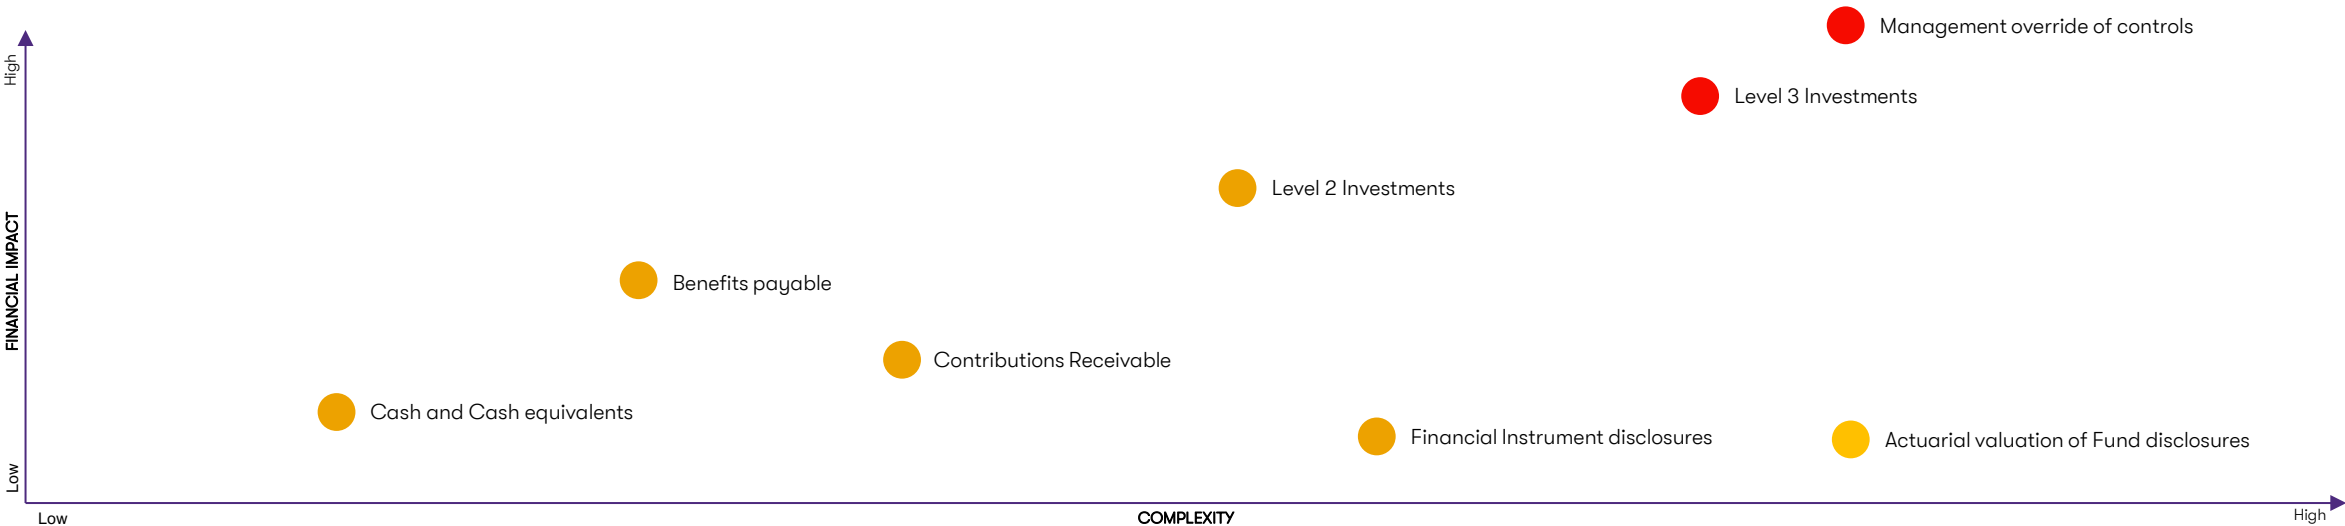 Management override of controls
High
Level 3 Investments
Level 2 Investments
FINANCIAL IMPACT
Benefits payable
Contributions Receivable
Cash and Cash equivalents
Financial Instrument disclosures
Actuarial valuation of Fund disclosures
Low
Low
COMPLEXITY
High